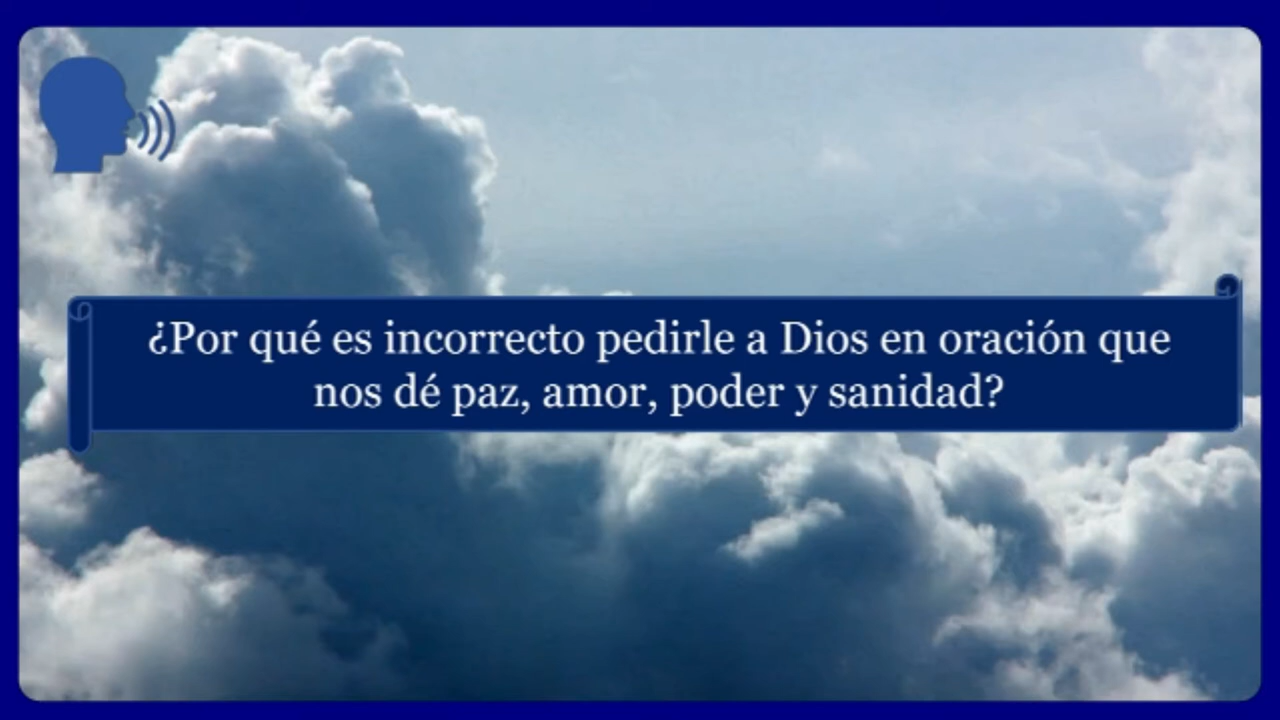 ¿Por qué es incorrecto pedirle a Dios en oración que
nos dé paz, amor, poder y sanidad?